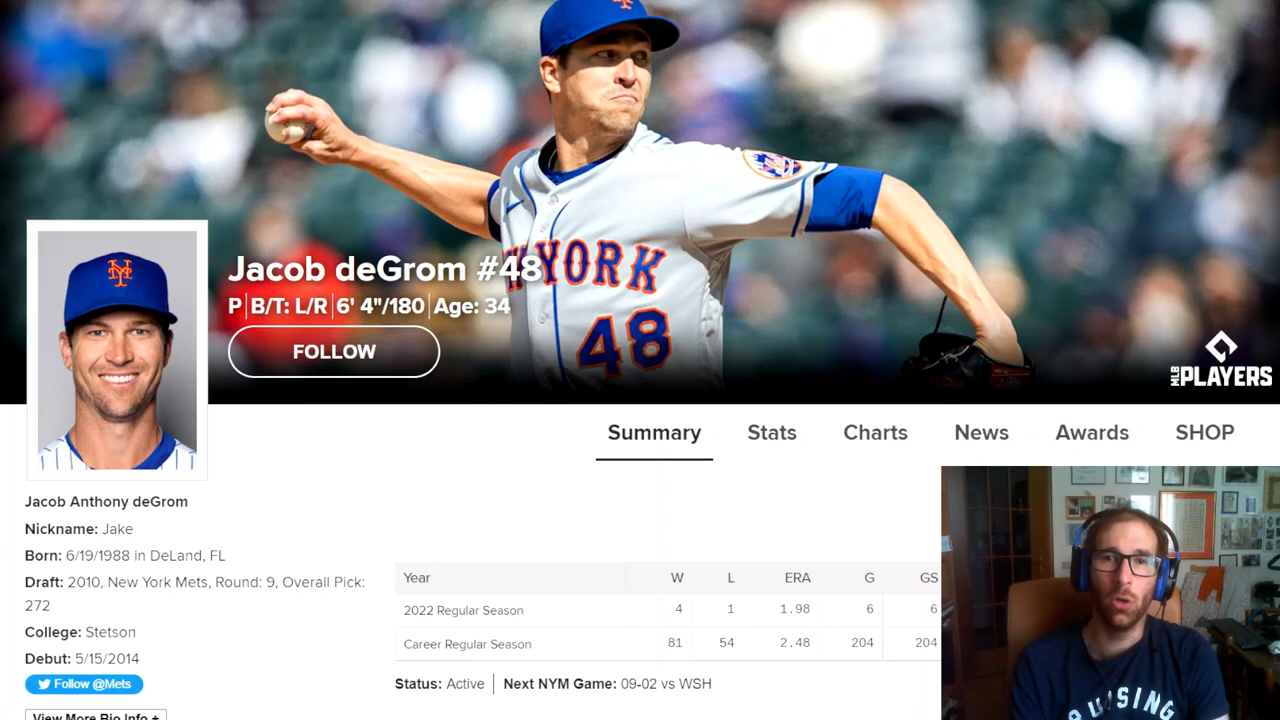 YORK
48
Jacob deGrom #48
P B/T: L/R 6' 4"/180 Age: 34
FOLLOW
MLB PLAYERS
Summary Stats Charts News Awards SHOP
Jacob Anthony deGrom
Nickname: Jake
Born: 6/19/1988 in DeLand, FL
Draft: 2010, New York Mets, Round: 9, Overall Pick:
272
College: Stetson
Debut: 5/15/2014
Follow @Mets
View More Bio Info +
Year W L ERA G GS
2022 Regular Season 4 1 1.98 6 6
Career Regular Season 81 54 2.48 204 204
Status: Active Next NYM Game: 09-02 vs WSH